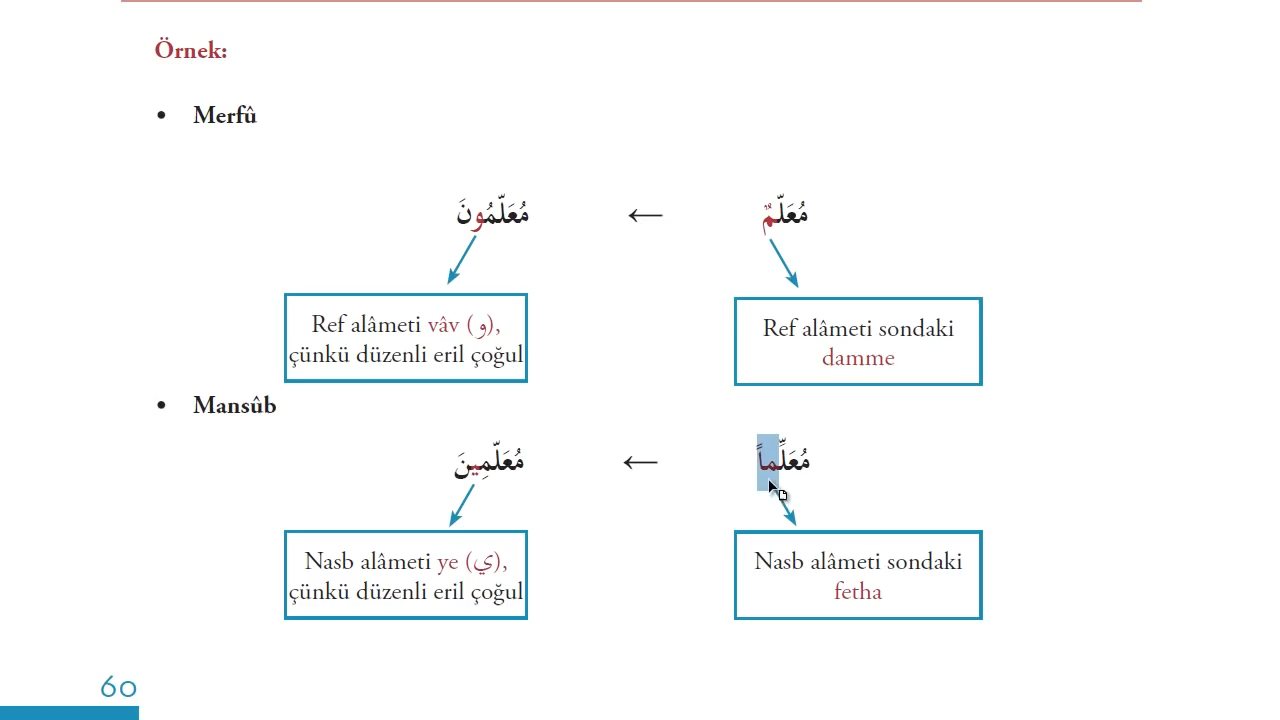 Örnek:
• Merfû
مُعَلّمٌ ← مُعَلّمُونَ
Ref alâmeti vâv (و),
çünkü düzenli eril çoğul
Ref alâmeti sondaki
damme
• Mansûb
مُعَلِّماً ← مُعَلّمِينَ
Nasb alâmeti ye (ي),
çünkü düzenli eril çoğul
Nasb alâmeti sondaki
fetha
60